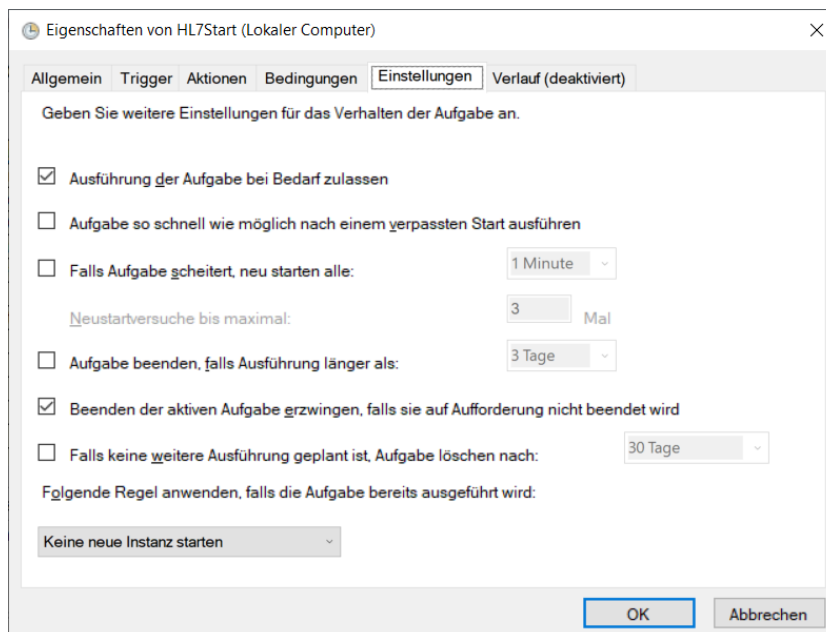 Eigenschaften von HL7Start (Lokaler Computer)
Allgemein Trigger Aktionen Bedingungen Einstellungen Verlauf (deaktiviert)
Geben Sie weitere Einstellungen für das Verhalten der Aufgabe an.
Ausführung der Aufgabe bei Bedarf zulassen
Aufgabe so schnell wie möglich nach einem verpassten Start ausführen
Falls Aufgabe scheitert, neu starten alle: 1 Minute
Neustartversuche bis maximal: 3 Mal
Aufgabe beenden, falls Ausführung länger als: 3 Tage
Beenden der aktiven Aufgabe erzwingen, falls sie auf Aufforderung nicht beendet wird
Falls keine weitere Ausführung geplant ist, Aufgabe löschen nach: 30 Tage
Folgende Regel anwenden, falls die Aufgabe bereits ausgeführt wird:
Keine neue Instanz starten
OK Abbrechen